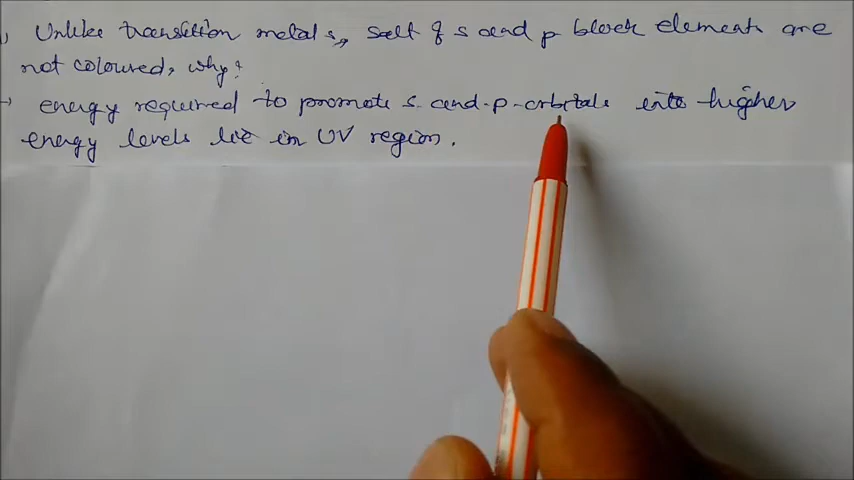 Unlike transition metals, salt of s and p block elements are
not coloured, why?
→ energy required to promote s and p-orbitals into higher
energy levels lie in UV region.